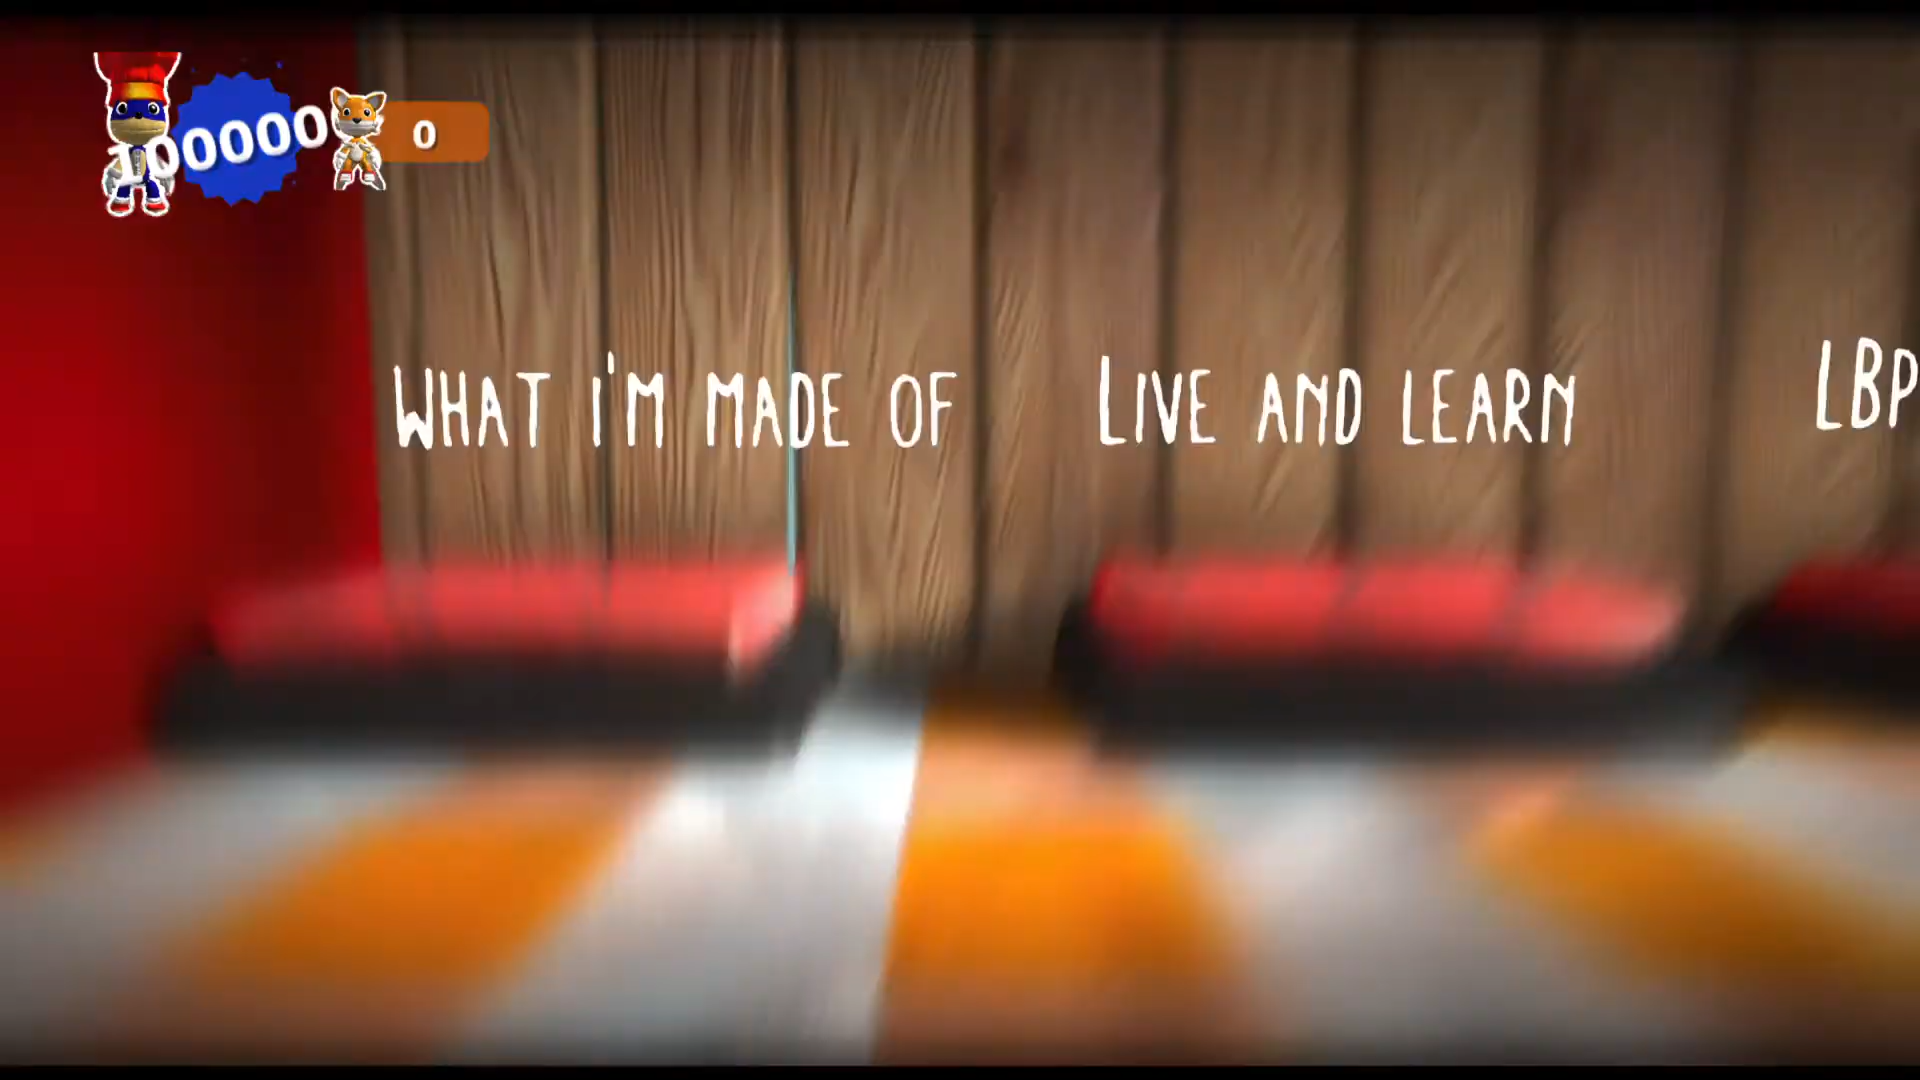 100000
0
WHAT I'M MADE OF
LIVE AND LEARN
LBP